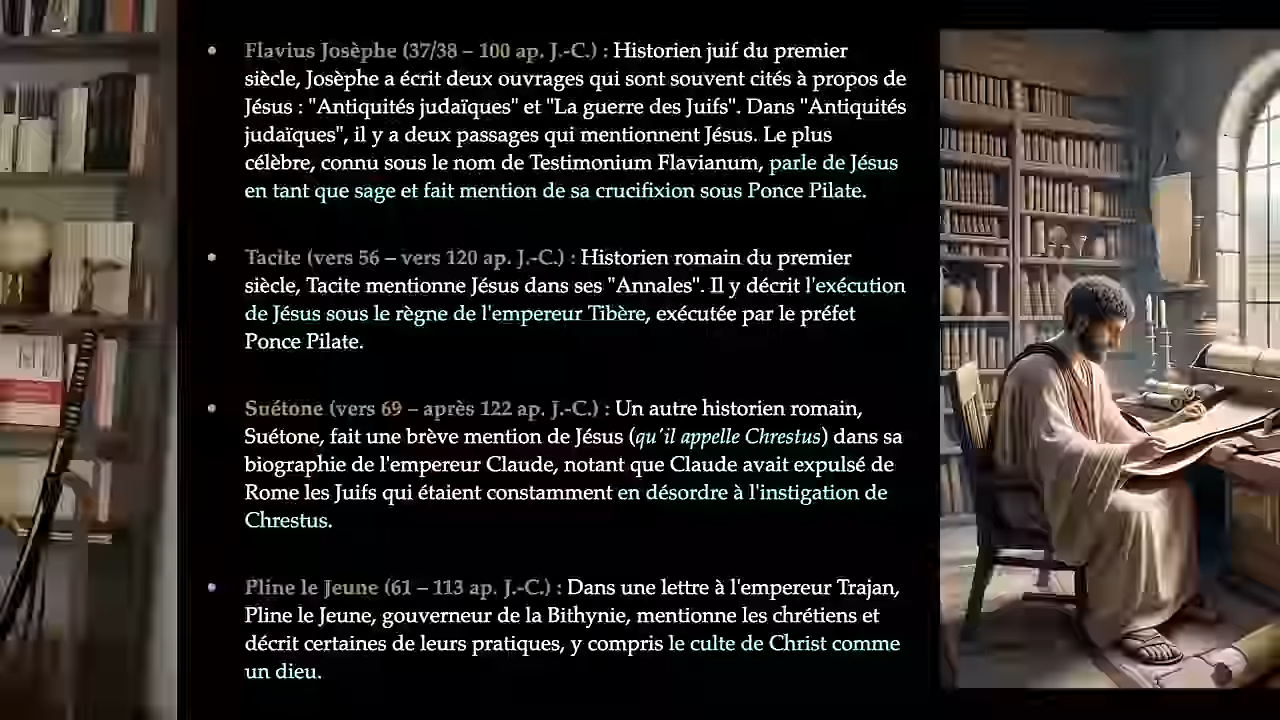 Flavius Josèphe (37/38 – 100 ap. J.-C.) : Historien juif du premier
siècle, Josèphe a écrit deux ouvrages qui sont souvent cités à propos de
Jésus : "Antiquités judaïques" et "La guerre des Juifs". Dans "Antiquités
judaïques", il y a deux passages qui mentionnent Jésus. Le plus
célèbre, connu sous le nom de Testimonium Flavianum, parle de Jésus
en tant que sage et fait mention de sa crucifixion sous Ponce Pilate.
Tacite (vers 56 – vers 120 ap. J.-C.) : Historien romain du premier
siècle, Tacite mentionne Jésus dans ses "Annales". Il y décrit l'exécution
de Jésus sous le règne de l'empereur Tibère, exécutée par le préfet
Ponce Pilate.
Suétone (vers 69 – après 122 ap. J.-C.) : Un autre historien romain,
Suétone, fait une brève mention de Jésus (qu'il appelle Chrestus) dans sa
biographie de l'empereur Claude, notant que Claude avait expulsé de
Rome les Juifs qui étaient constamment en désordre à l'instigation de
Chrestus.
Pline le Jeune (61 – 113 ap. J.-C.) : Dans une lettre à l'empereur Trajan,
Pline le Jeune, gouverneur de la Bithynie, mentionne les chrétiens et
décrit certaines de leurs pratiques, y compris le culte de Christ comme
un dieu.